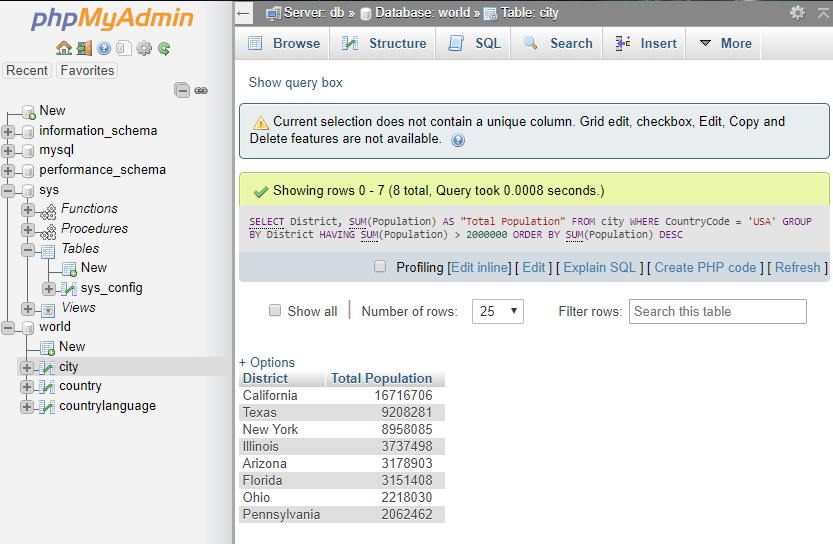 phpMyAdmin
Recent Favorites
New
information_schema
mysql
performance_schema
sys
Functions
Procedures
Tables
New
sys_config
Views
world
New
city
country
countrylanguage
Server: db » Database: world » Table: city
Browse Structure SQL Search Insert More
Show query box
Current selection does not contain a unique column. Grid edit, checkbox, Edit, Copy and
Delete features are not available.
Showing rows 0 - 7 (8 total, Query took 0.0008 seconds.)
SELECT District, SUM(Population) AS "Total Population" FROM city WHERE CountryCode = 'USA' GROUP
BY District HAVING SUM(Population) > 2000000 ORDER BY SUM(Population) DESC
Profiling [Edit inline] [ Edit ] [ Explain SQL ] [ Create PHP code ] [ Refresh ]
Show all | Number of rows: 25 Filter rows: Search this table
+ Options
District Total Population
California 16716706
Texas 9208281
New York 8958085
Illinois 3737498
Arizona 3178903
Florida 3151408
Ohio 2218030
Pennsylvania 2062462